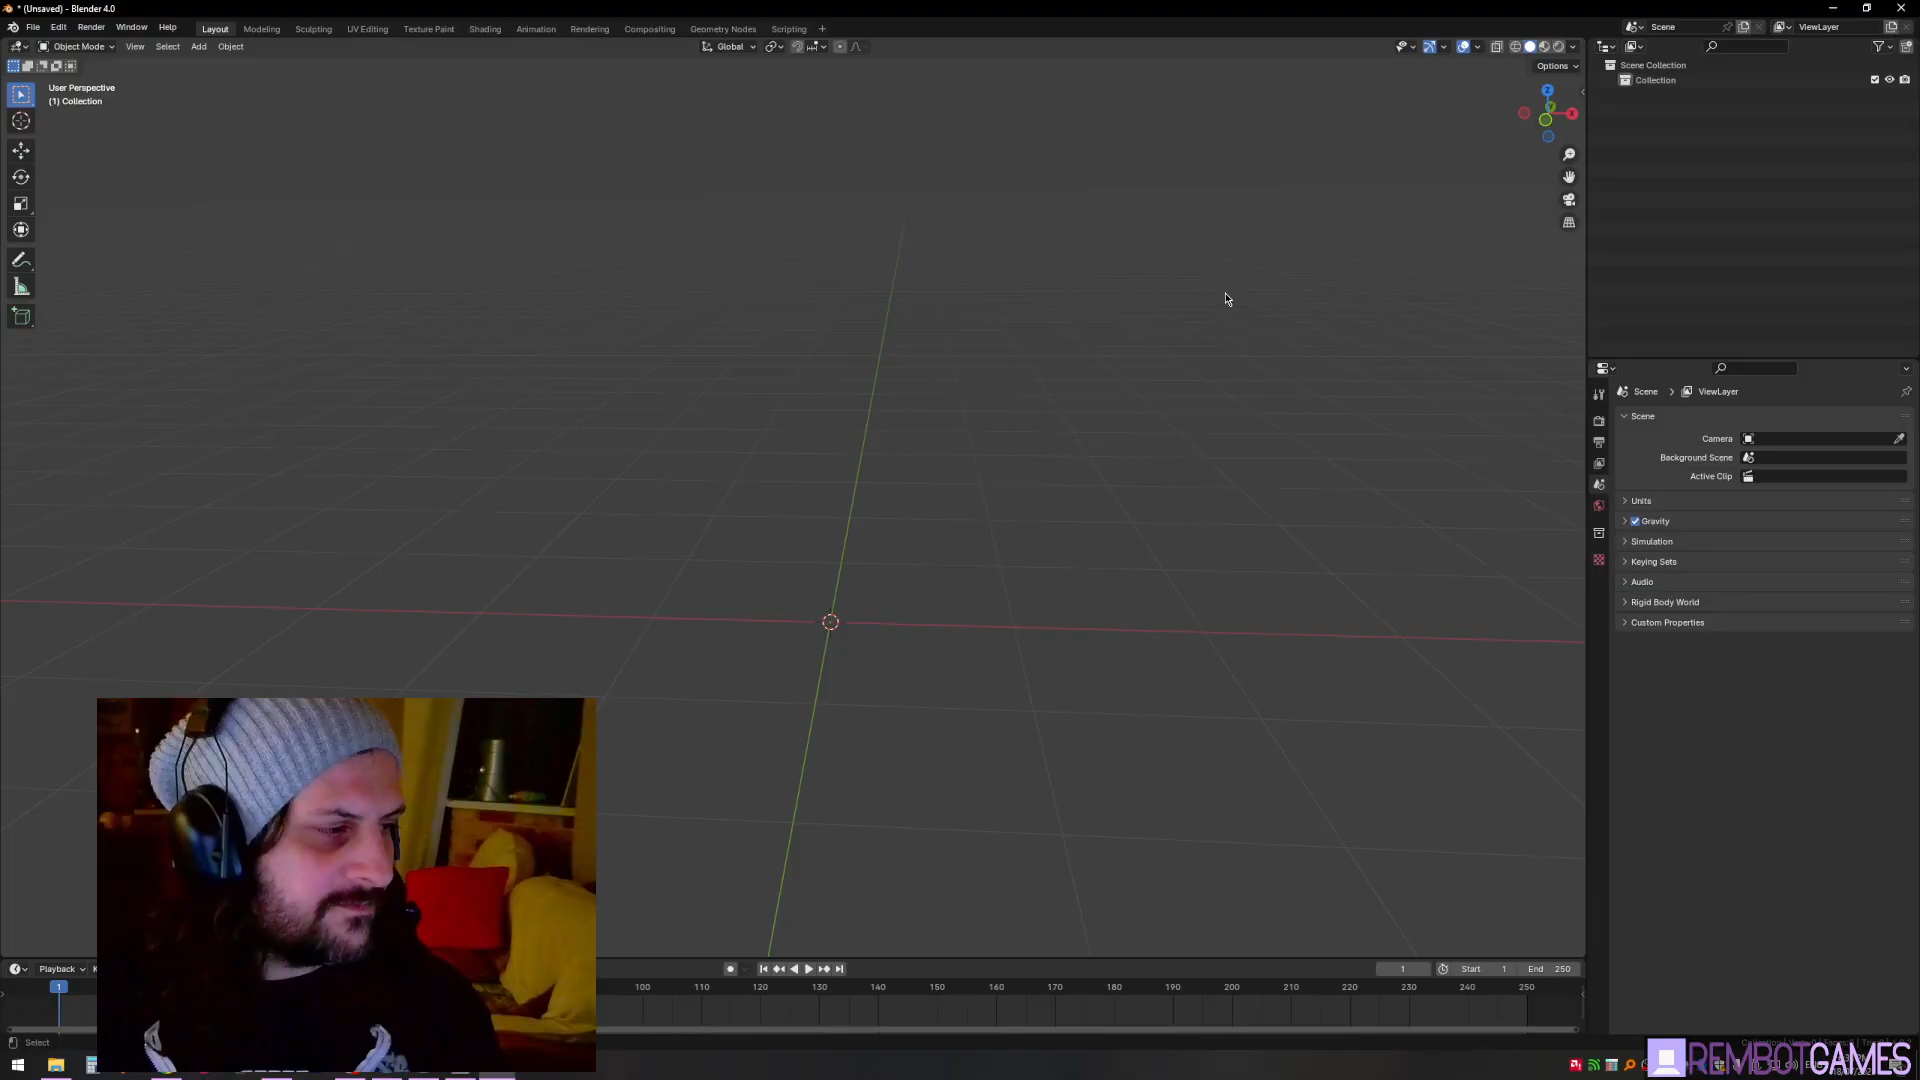 * (Unsaved) - Blender 4.0
File Edit Render Window Help
Layout Modeling Sculpting UV Editing Texture Paint Shading Animation Rendering Compositing Geometry Nodes Scripting +
Scene
ViewLayer
Object Mode View Select Add Object
Global
Options
User Perspective
(1) Collection
Z
Y
X
Scene Collection
Collection
Scene > ViewLayer
Scene
Camera
Background Scene
Active Clip
Units
Gravity
Simulation
Keying Sets
Audio
Rigid Body World
Custom Properties
Playback
1
Start 1
End 250
1
100 110 120 130 140 150 160 170 180 190 200 210 220 230 240 250
Select
REMBOTGAMES